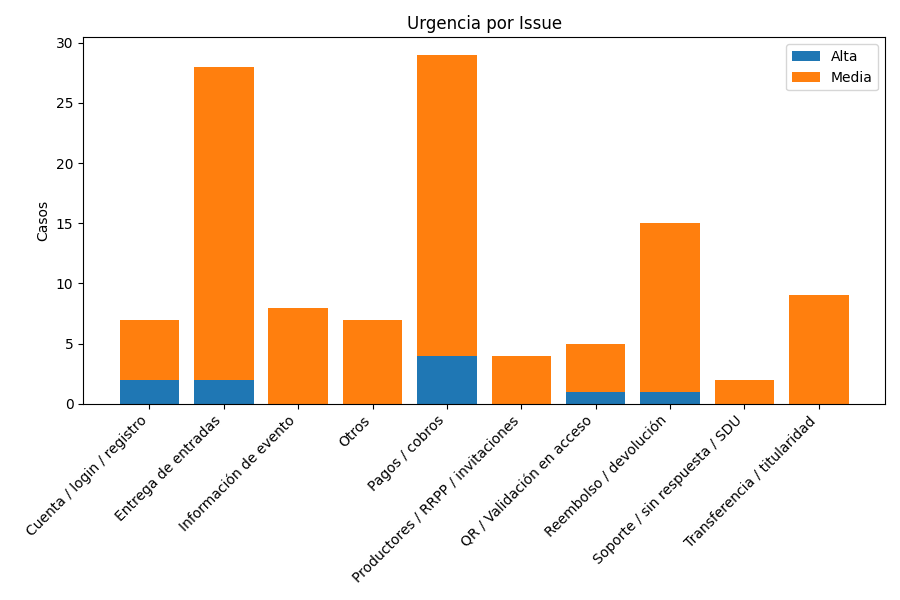 Urgencia por Issue
Alta
Media
Casos
30
25
20
15
10
5
0
Cuenta / login / registro
Entrega de entradas
Información de evento
Otros
Pagos / cobros
Productores / RRPP / invitaciones
QR / Validación en acceso
Reembolso / devolución
Soporte / sin respuesta / SDU
Transferencia / titularidad